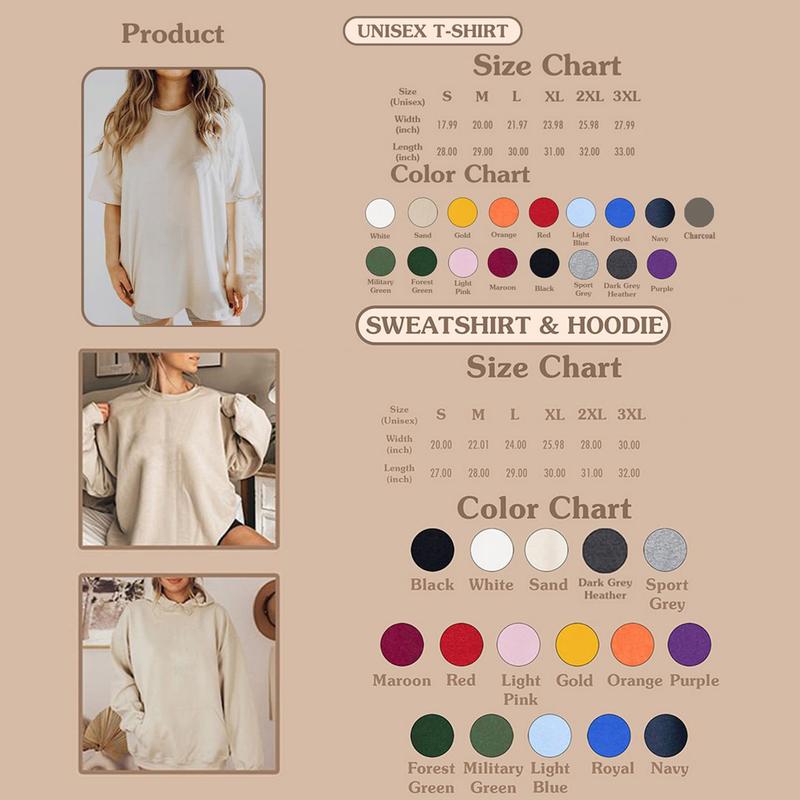 Product
UNISEX T-SHIRT
Size Chart
Size (Unisex) S M L XL 2XL 3XL
Width (inch) 17.99 20.00 21.97 23.98 25.98 27.99
Length (inch) 28.00 29.00 30.00 31.00 32.00 33.00
Color Chart
White Sand Gold Orange Red Light Blue Royal Navy Charcoal
Military Green Forest Green Light Pink Maroon Black Sport Grey Dark Grey Heather Purple
SWEATSHIRT & HOODIE
Size Chart
Size (Unisex) S M L XL 2XL 3XL
Width (inch) 20.00 22.01 24.00 25.98 28.00 30.00
Length (inch) 27.00 28.00 29.00 30.00 31.00 32.00
Color Chart
Black White Sand Dark Grey Heather Sport Grey
Maroon Red Light Pink Gold Orange Purple
Forest Green Military Green Light Blue Royal Navy